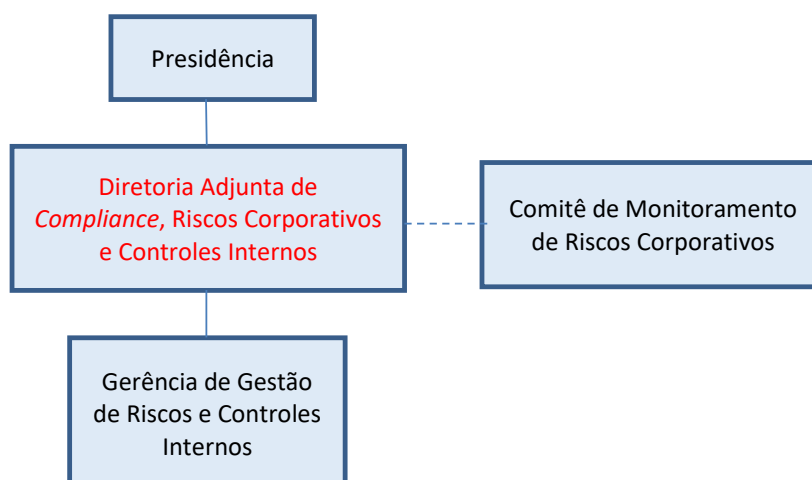 Presidência
Diretoria Adjunta de
Compliance, Riscos Corporativos
e Controles Internos
Comitê de Monitoramento
de Riscos Corporativos
Gerência de Gestão
de Riscos e Controles
Internos